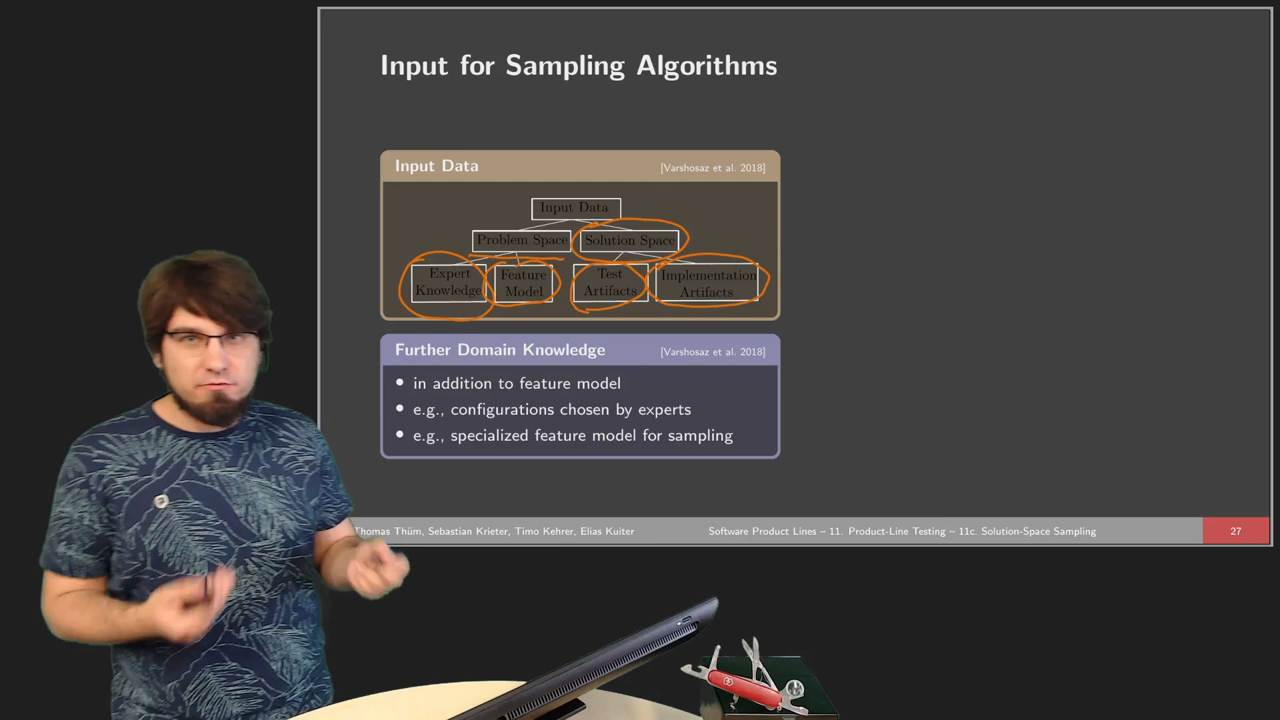 Input for Sampling Algorithms
Input Data [Varshosaz et al. 2018]
Input Data
Problem Space Solution Space
Expert Knowledge
Feature Model
Test Artifacts
Implementation Artifacts
Further Domain Knowledge [Varshosaz et al. 2018]
• in addition to feature model
• e.g., configurations chosen by experts
• e.g., specialized feature model for sampling
Thomas Thüm, Sebastian Krieter, Timo Kehrer, Elias Kuiter Software Product Lines – 11. Product-Line Testing – 11c. Solution-Space Sampling 27